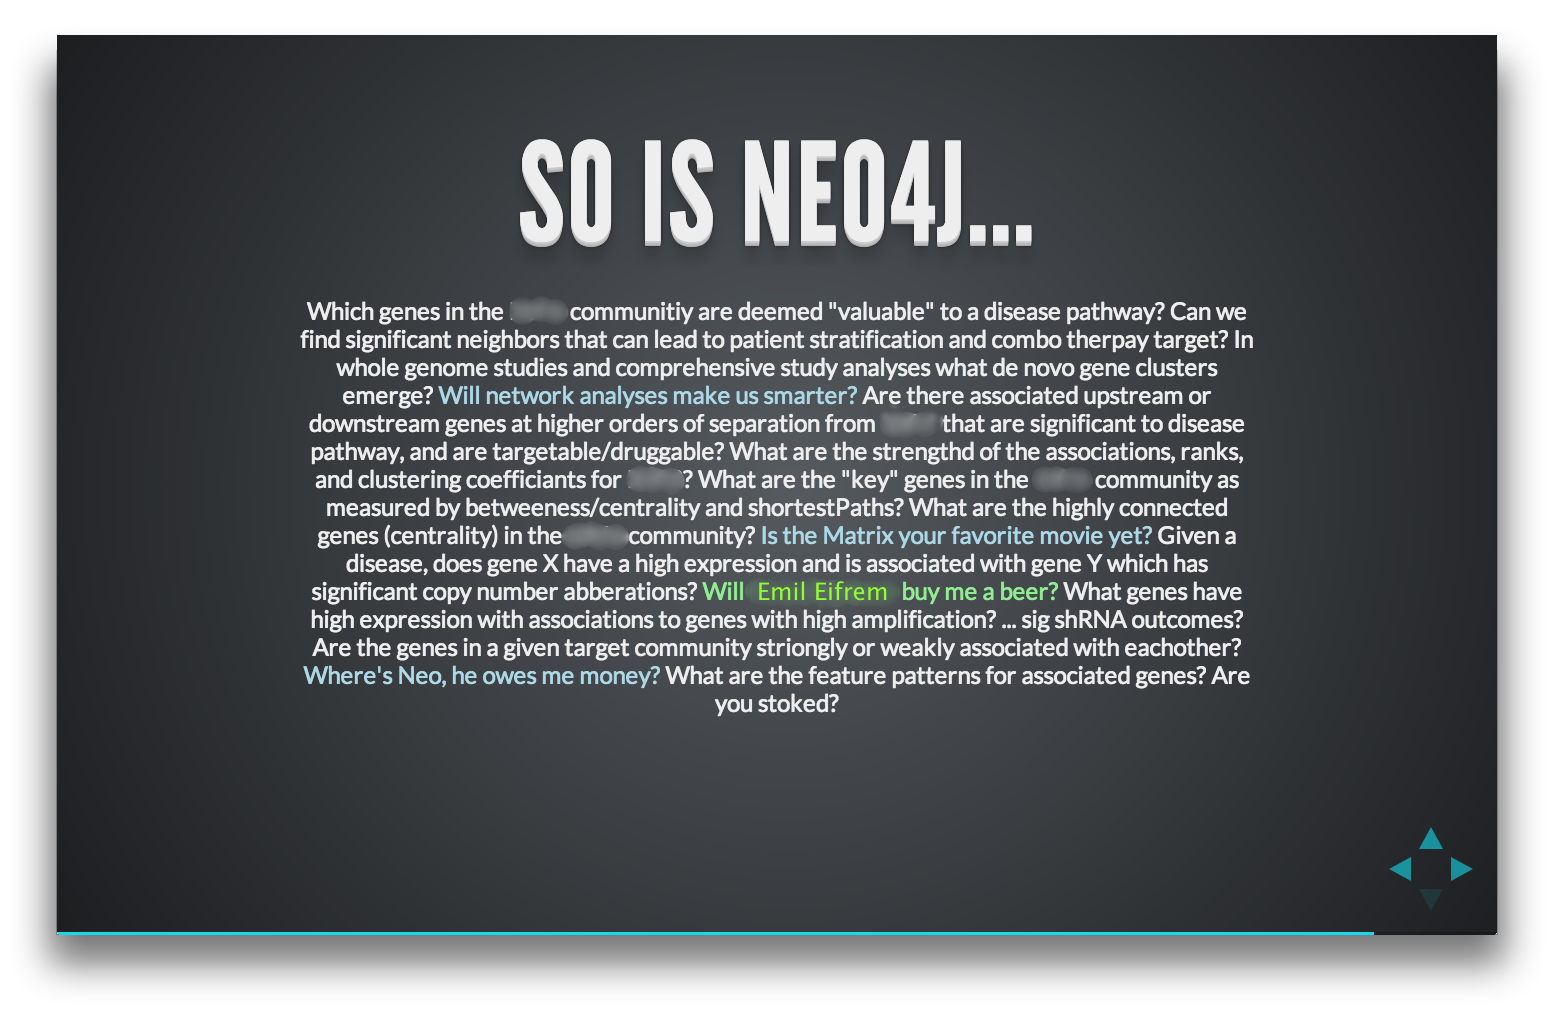 SO IS NEO4J...
Which genes in the communitiy are deemed "valuable" to a disease pathway? Can we
find significant neighbors that can lead to patient stratification and combo therpay target? In
whole genome studies and comprehensive study analyses what de novo gene clusters
emerge? Will network analyses make us smarter? Are there associated upstream or
downstream genes at higher orders of separation from that are significant to disease
pathway, and are targetable/druggable? What are the strengthd of the associations, ranks,
and clustering coefficiants for ? What are the "key" genes in the community as
measured by betweeness/centrality and shortestPaths? What are the highly connected
genes (centrality) in the community? Is the Matrix your favorite movie yet? Given a
disease, does gene X have a high expression and is associated with gene Y which has
significant copy number abberations? Will Emil Eifrem buy me a beer? What genes have
high expression with associations to genes with high amplification? ... sig shRNA outcomes?
Are the genes in a given target community striongly or weakly associated with eachother?
Where's Neo, he owes me money? What are the feature patterns for associated genes? Are
you stoked?